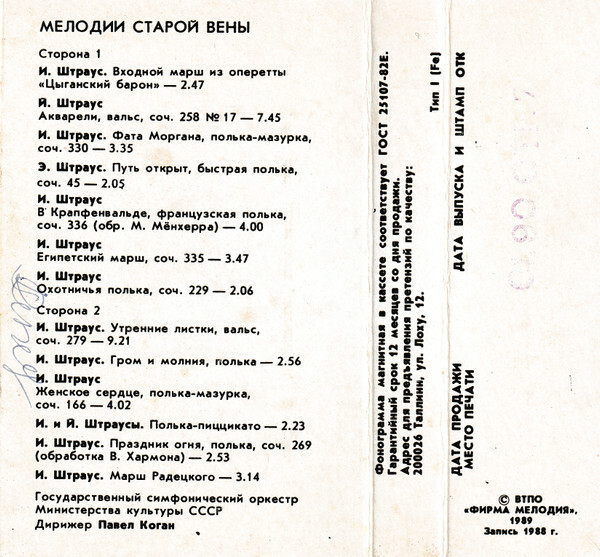 МЕЛОДИИ СТАРОЙ ВЕНЫ
Сторона 1
И. Штраус. Входной марш из оперетты
«Цыганский барон» — 2.47
Й. Штраус
Акварели, вальс, соч. 258 № 17 — 7.45
И. Штраус. Фата Моргана, полька-мазурка,
соч. 330 — 3.35
Э. Штраус. Путь открыт, быстрая полька,
соч. 45 — 2.05
И. Штраус
В Крапфенвальде, французская полька,
соч. 336 (обр. М. Мёнхерра) — 4.00
И. Штраус
Египетский марш, соч. 335 — 3.47
И. Штраус
Охотничья полька, соч. 229 — 2.06
Сторона 2
И. Штраус. Утренние листки, вальс,
соч. 279 — 9.21
И. Штраус. Гром и молния, полька — 2.56
И. Штраус
Женское сердце, полька-мазурка,
соч. 166 — 4.02
И. и Й. Штраусы. Полька-пиццикато — 2.23
И. Штраус. Праздник огня, полька, соч. 269
(обработка В. Хармона) — 2.53
И. Штраус. Марш Радецкого — 3.14
Государственный симфонический оркестр
Министерства культуры СССР
Дирижер Павел Коган
Фонограмма магнитная в кассете соответствует ГОСТ 25107-82Е.
Гарантийный срок 12 месяцев со дня продажи.
Адрес для предъявления претензий по качеству:
200026 Таллинн, ул. Лоху, 12.
Тип I (Fe)
ДАТА ПРОДАЖИ
МЕСТО ПЕЧАТИ
ДАТА ВЫПУСКА И ШТАМП ОТК
© ВТПО
«ФИРМА МЕЛОДИЯ»,
1989
Запись 1988 г.